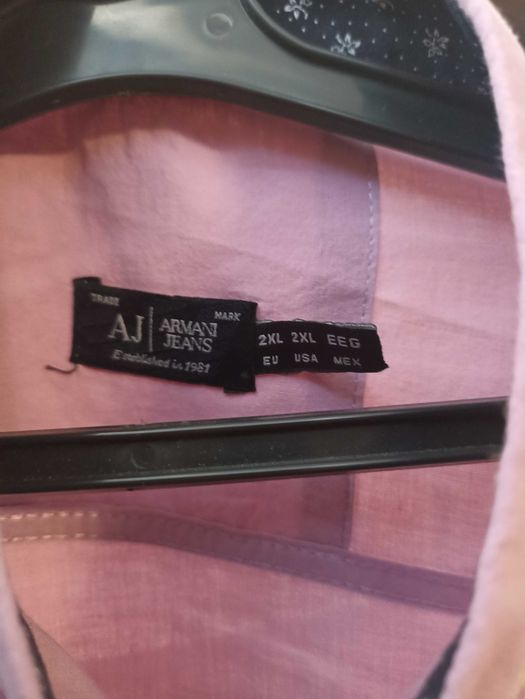 TRADE MARK
AJ ARMANI JEANS
Established in 1981
2XL 2XL EEG
EU USA MEX